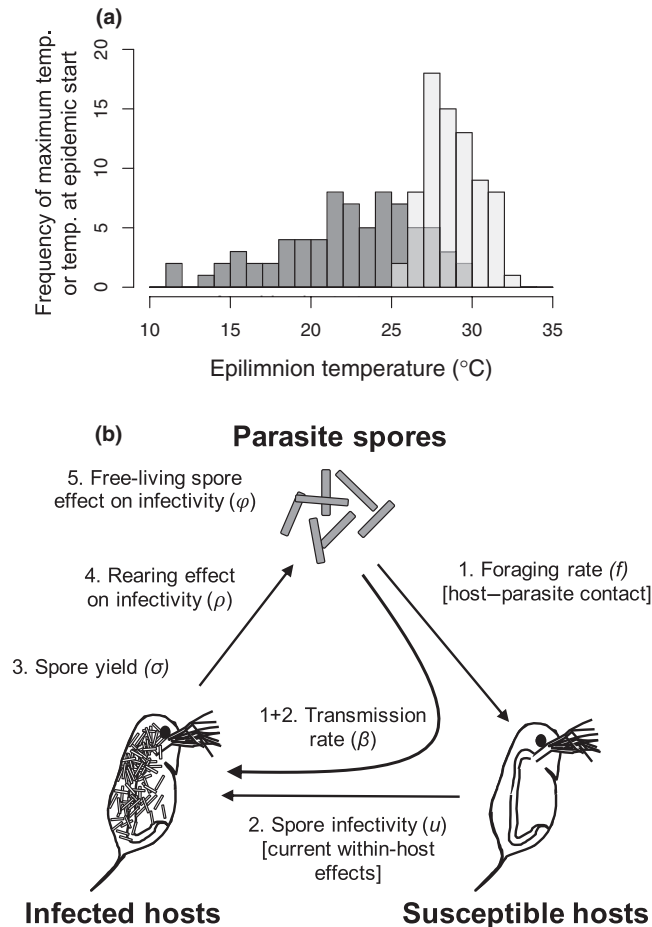 (a)
Frequency of maximum temp.
or temp. at epidemic start
20
15
10
5
0
10 15 20 25 30 35
Epilimnion temperature (°C)
(b)
Parasite spores
5. Free-living spore
effect on infectivity (φ)
4. Rearing effect
on infectivity (ρ)
1. Foraging rate (f)
[host–parasite contact]
3. Spore yield (σ)
1+2. Transmission
rate (β)
2. Spore infectivity (u)
[current within-host
effects]
Infected hosts
Susceptible hosts